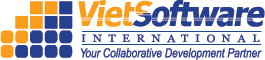 VietSoftware
INTERNATIONAL
Your Collaborative Development Partner